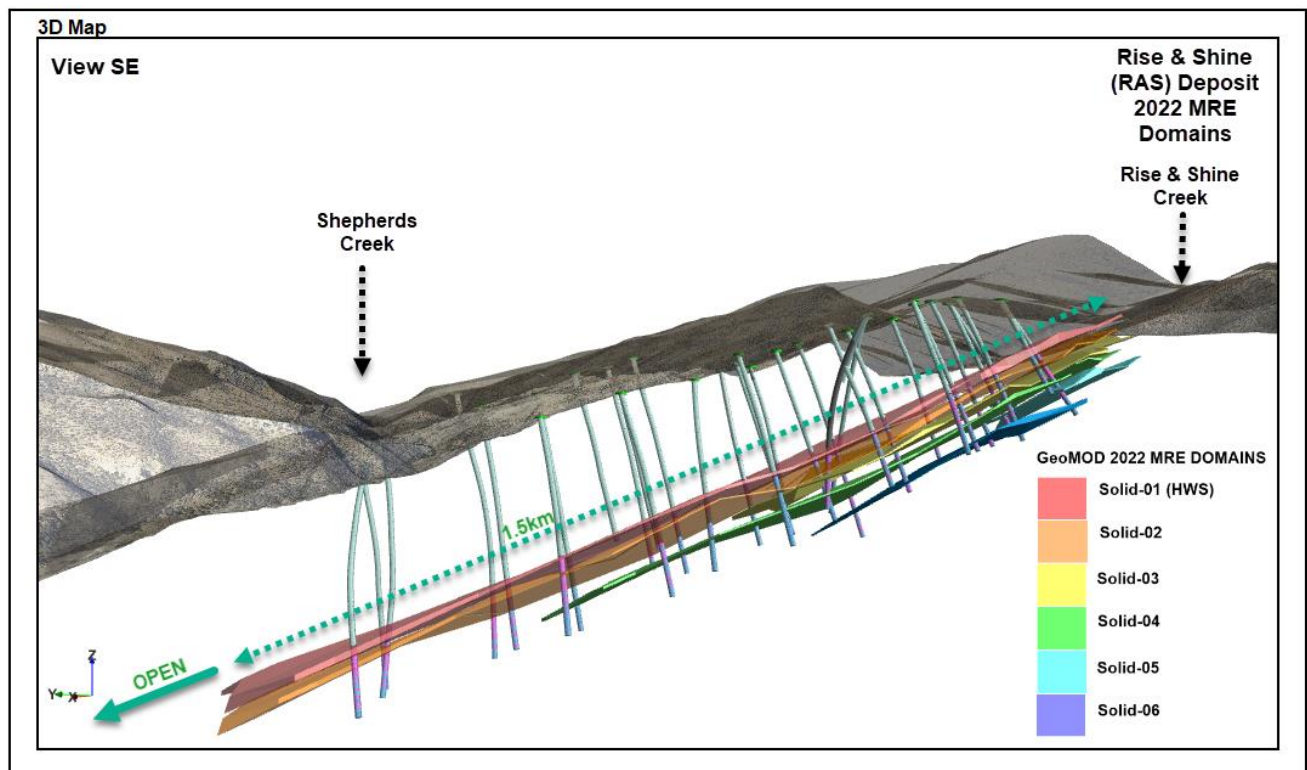 3D Map
View SE
Rise & Shine
(RAS) Deposit
2022 MRE
Domains
Rise & Shine
Creek
Shepherds
Creek
1.5km
OPEN
Z
Y
X
GeoMOD 2022 MRE DOMAINS
Solid-01 (HWS)
Solid-02
Solid-03
Solid-04
Solid-05
Solid-06